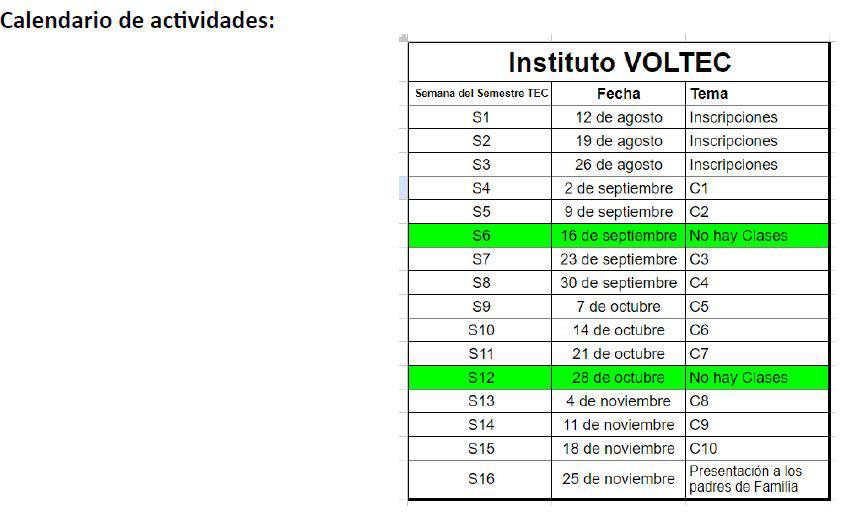 Calendario de actividades:
Instituto VOLTEC
Semana del Semestre TEC Fecha Tema
S1 12 de agosto Inscripciones
S2 19 de agosto Inscripciones
S3 26 de agosto Inscripciones
S4 2 de septiembre C1
S5 9 de septiembre C2
S6 16 de septiembre No hay Clases
S7 23 de septiembre C3
S8 30 de septiembre C4
S9 7 de octubre C5
S10 14 de octubre C6
S11 21 de octubre C7
S12 28 de octubre No hay Clases
S13 4 de noviembre C8
S14 11 de noviembre C9
S15 18 de noviembre C10
S16 25 de noviembre Presentación a los
padres de Familia